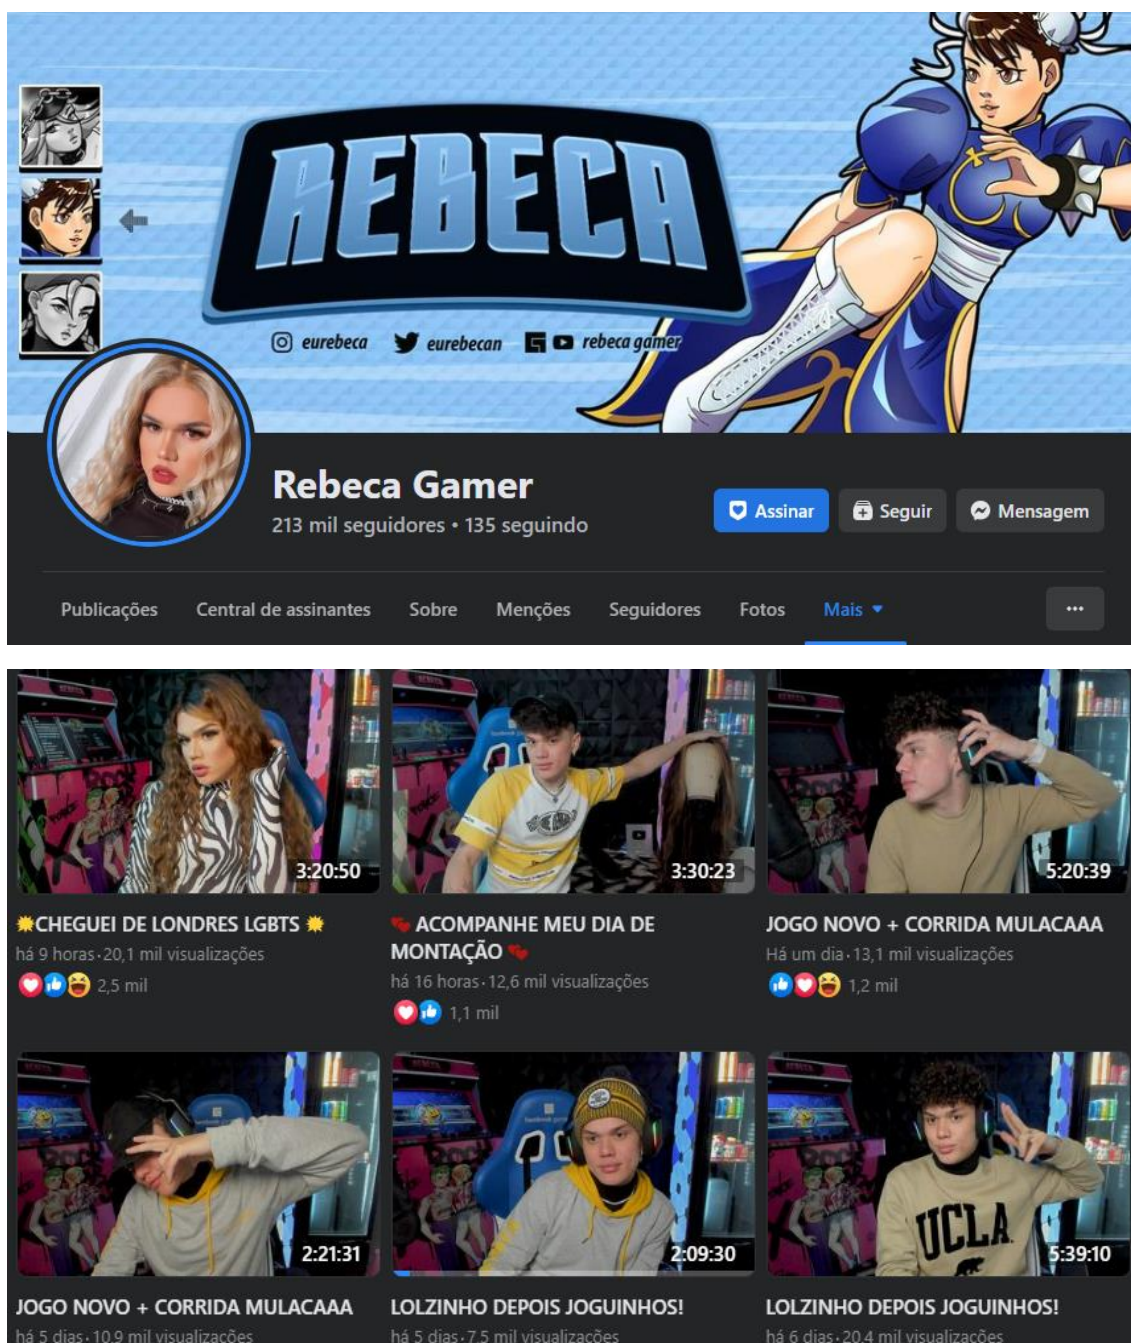 REBECA
eurebeca eurebecan rebeca gamer
Rebeca Gamer
213 mil seguidores • 135 seguindo
Assinar Seguir Mensagem
Publicações Central de assinantes Sobre Menções Seguidores Fotos Mais
3:20:50 3:30:23 5:20:39
CHEGUEI DE LONDRES LGBTS
há 9 horas · 20,1 mil visualizações
2,5 mil
ACOMPANHE MEU DIA DE
MONTAÇÃO
há 16 horas · 12,6 mil visualizações
1,1 mil
JOGO NOVO + CORRIDA MULACAAA
Há um dia · 13,1 mil visualizações
1,2 mil
UCLA
2:21:31 2:09:30 5:39:10
JOGO NOVO + CORRIDA MULACAAA
há 5 dias · 10,9 mil visualizações
LOLZINHO DEPOIS JOGUINHOS!
há 5 dias · 7,5 mil visualizações
LOLZINHO DEPOIS JOGUINHOS!
há 6 dias · 20,4 mil visualizações